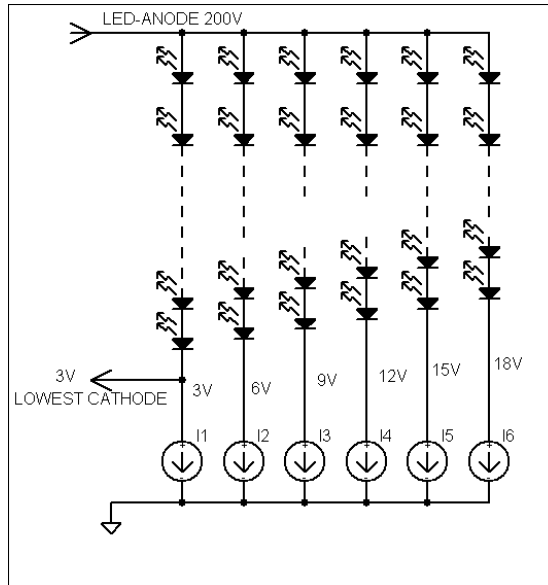 LED-ANODE 200V
3V
LOWEST CATHODE
3V
6V
9V
12V
15V
18V
I1
I2
I3
I4
I5
I6